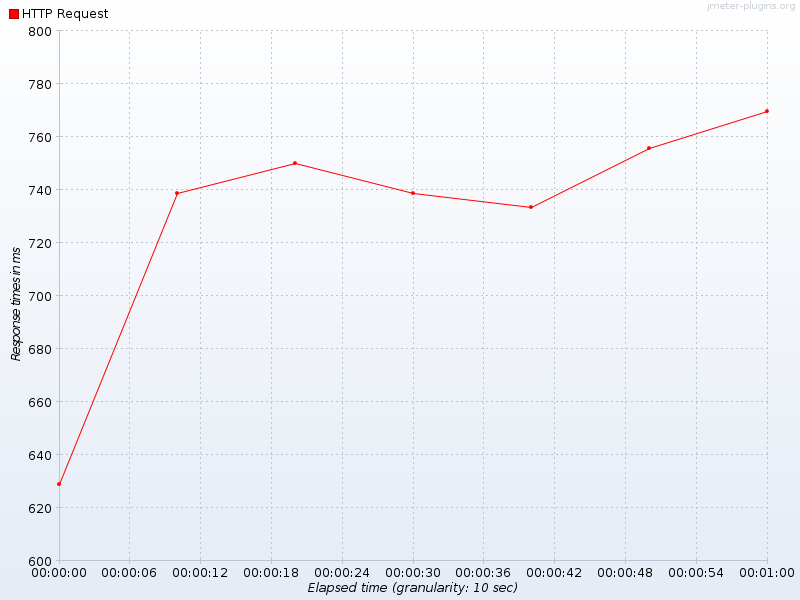 jmeter-plugins.org
HTTP Request
800
780
760
740
720
700
680
660
640
620
600
Response times in ms
00:00:00 00:00:06 00:00:12 00:00:18 00:00:24 00:00:30 00:00:36 00:00:42 00:00:48 00:00:54 00:01:00
Elapsed time (granularity: 10 sec)